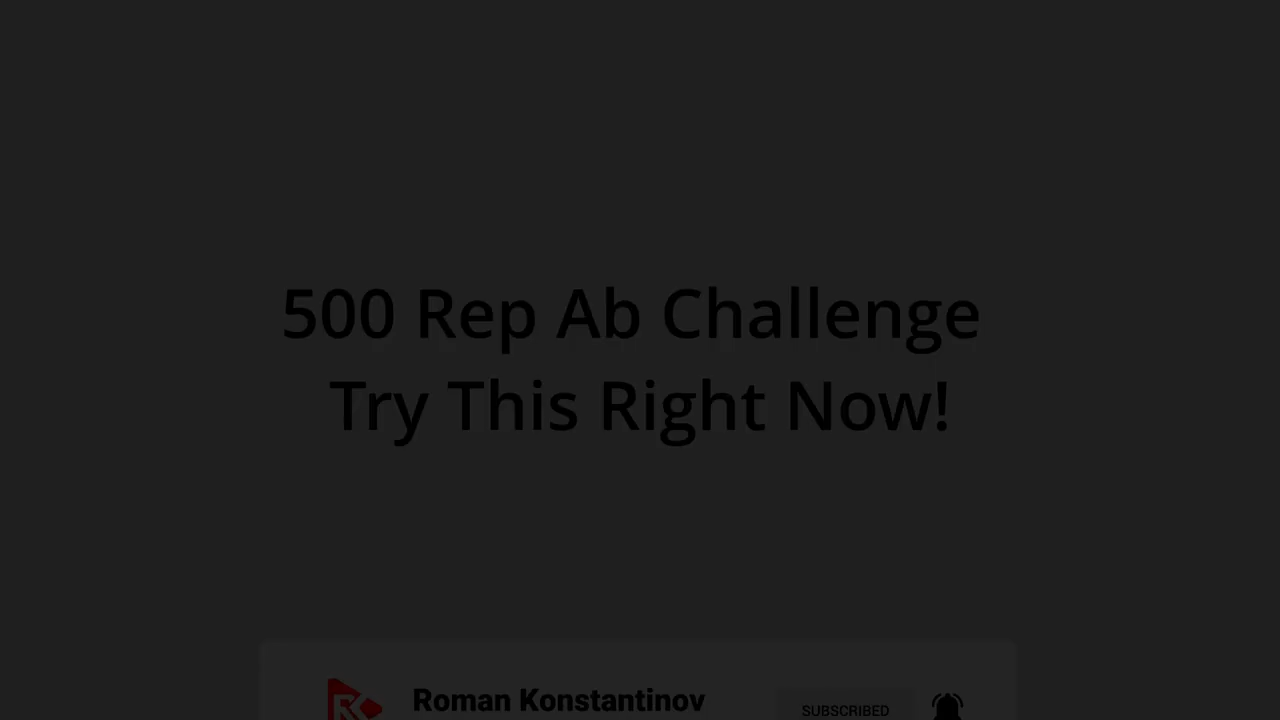 500 Rep Ab Challenge
Try This Right Now!
Roman Konstantinov
SUBSCRIBED